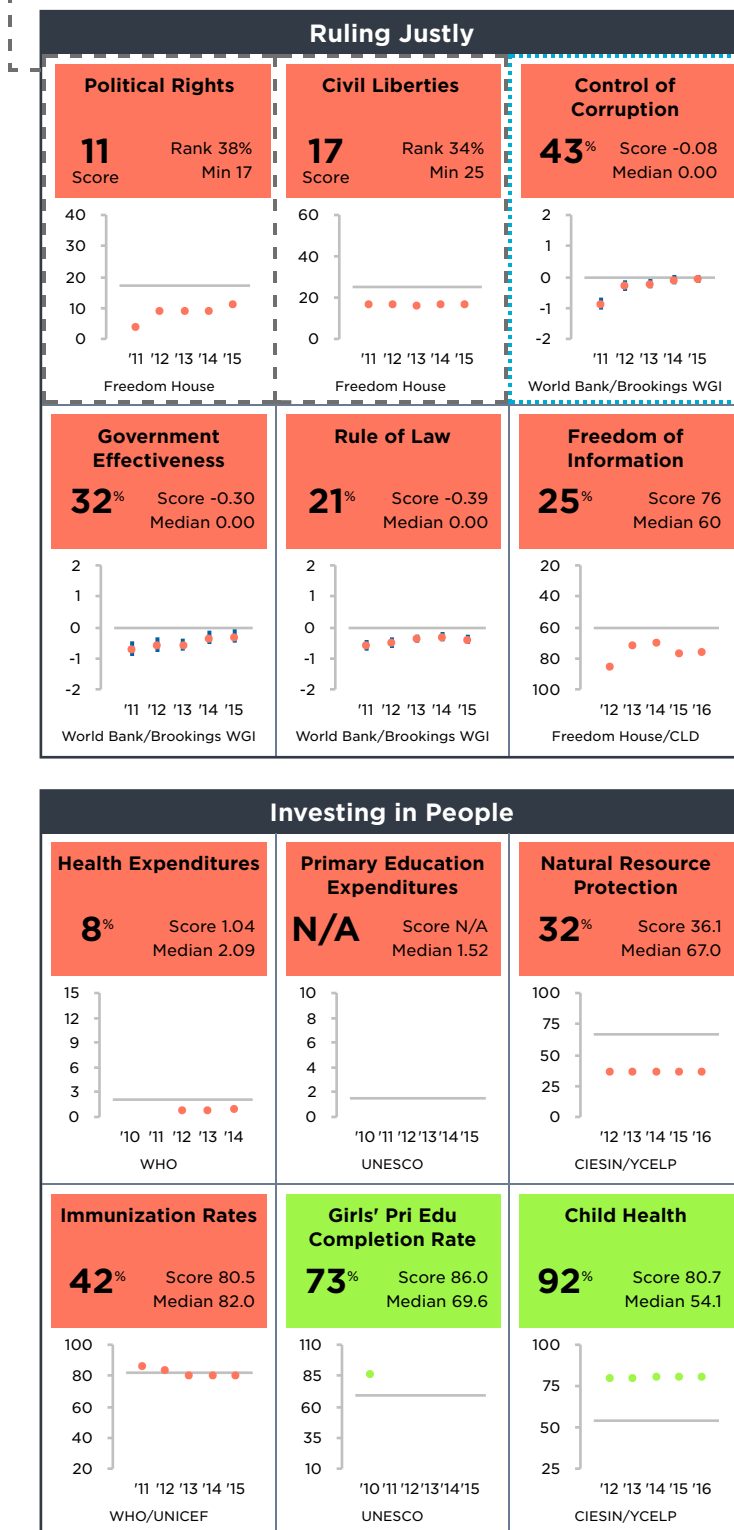 Ruling Justly
Political Rights
11
Score
Rank 38%
Min 17
40
30
20
10
0
'11 '12 '13 '14 '15
Freedom House
Civil Liberties
17
Score
Rank 34%
Min 25
60
40
20
0
'11 '12 '13 '14 '15
Freedom House
Control of
Corruption
43%
Score -0.08
Median 0.00
2
1
0
-1
-2
'11 '12 '13 '14 '15
World Bank/Brookings WGI
Government
Effectiveness
32%
Score -0.30
Median 0.00
2
1
0
-1
-2
'11 '12 '13 '14 '15
World Bank/Brookings WGI
Rule of Law
21%
Score -0.39
Median 0.00
2
1
0
-1
-2
'11 '12 '13 '14 '15
World Bank/Brookings WGI
Freedom of
Information
25%
Score 76
Median 60
20
40
60
80
100
'12 '13 '14 '15 '16
Freedom House/CLD
Investing in People
Health Expenditures
8%
Score 1.04
Median 2.09
15
12
9
6
3
0
'10 '11 '12 '13 '14
WHO
Primary Education
Expenditures
N/A
Score N/A
Median 1.52
10
8
6
4
2
0
'10 '11 '12 '13 '14 '15
UNESCO
Natural Resource
Protection
32%
Score 36.1
Median 67.0
100
75
50
25
0
'12 '13 '14 '15 '16
CIESIN/YCELP
Immunization Rates
42%
Score 80.5
Median 82.0
100
80
60
40
20
'11 '12 '13 '14 '15
WHO/UNICEF
Girls' Pri Edu
Completion Rate
73%
Score 86.0
Median 69.6
110
85
60
35
10
'10 '11 '12 '13 '14 '15
UNESCO
Child Health
92%
Score 80.7
Median 54.1
100
75
50
25
'12 '13 '14 '15 '16
CIESIN/YCELP